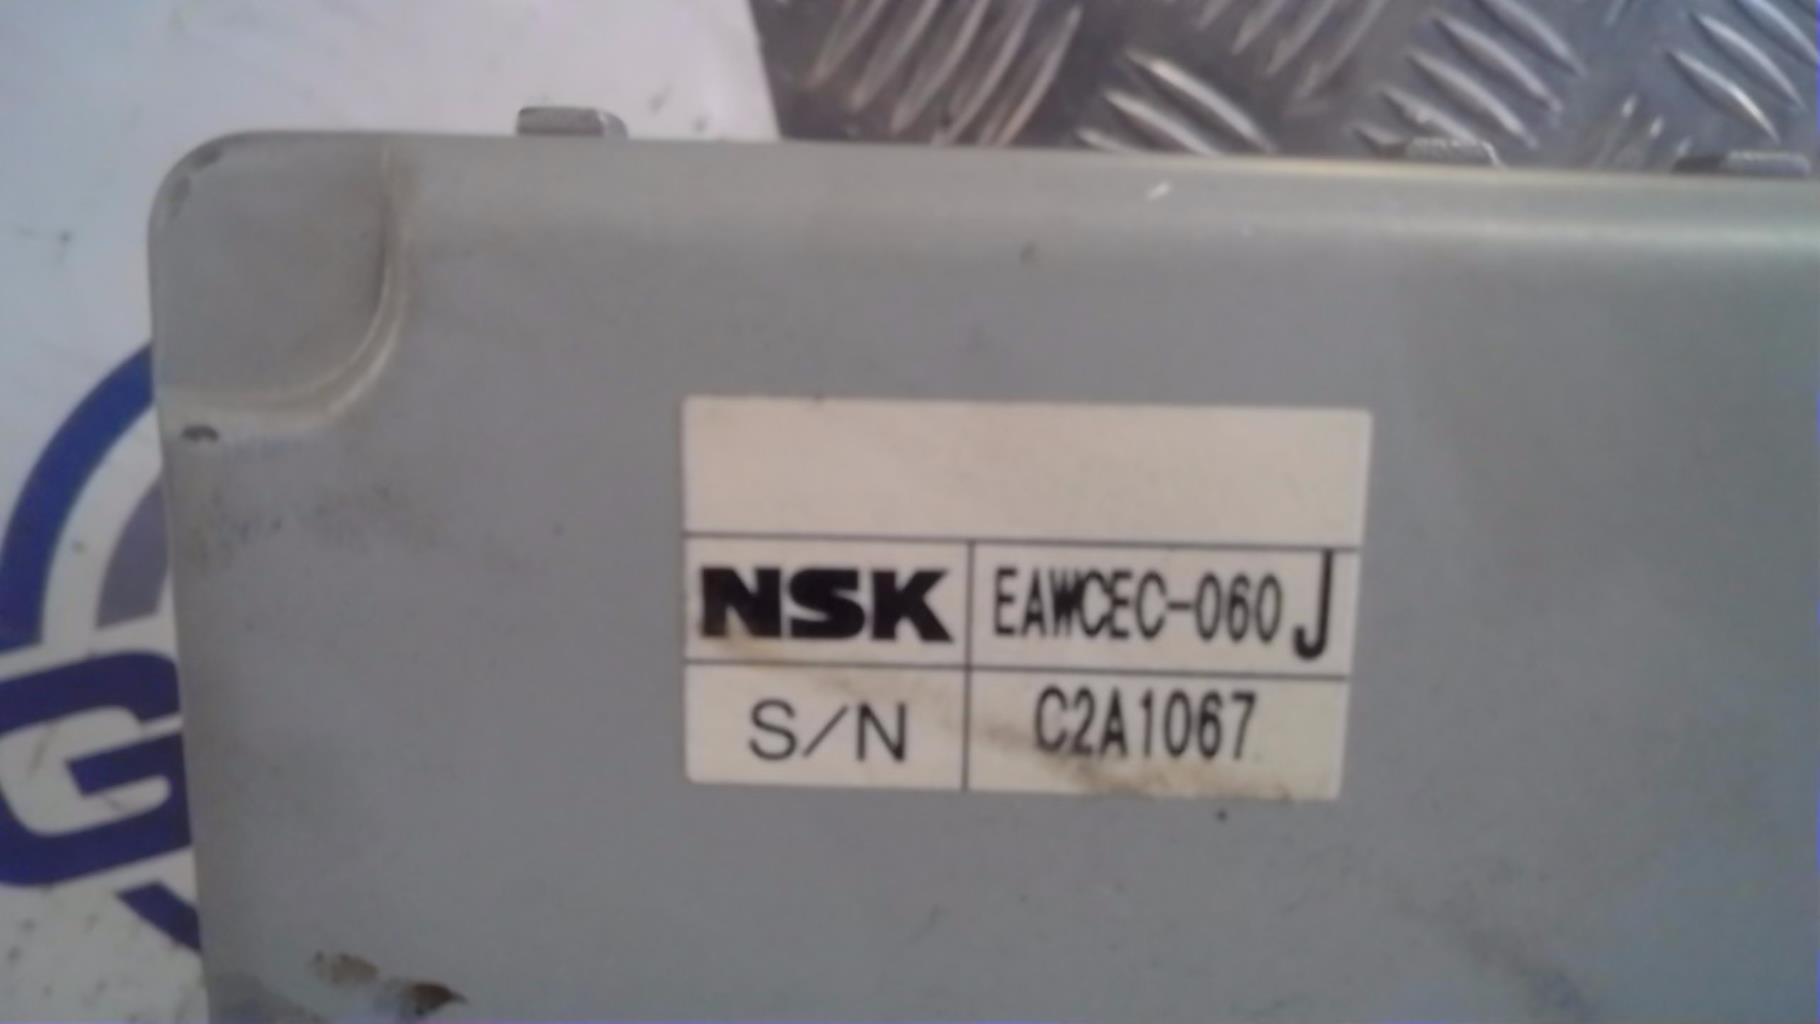 NSK EAWCEC-060 J
S/N C2A1067
G